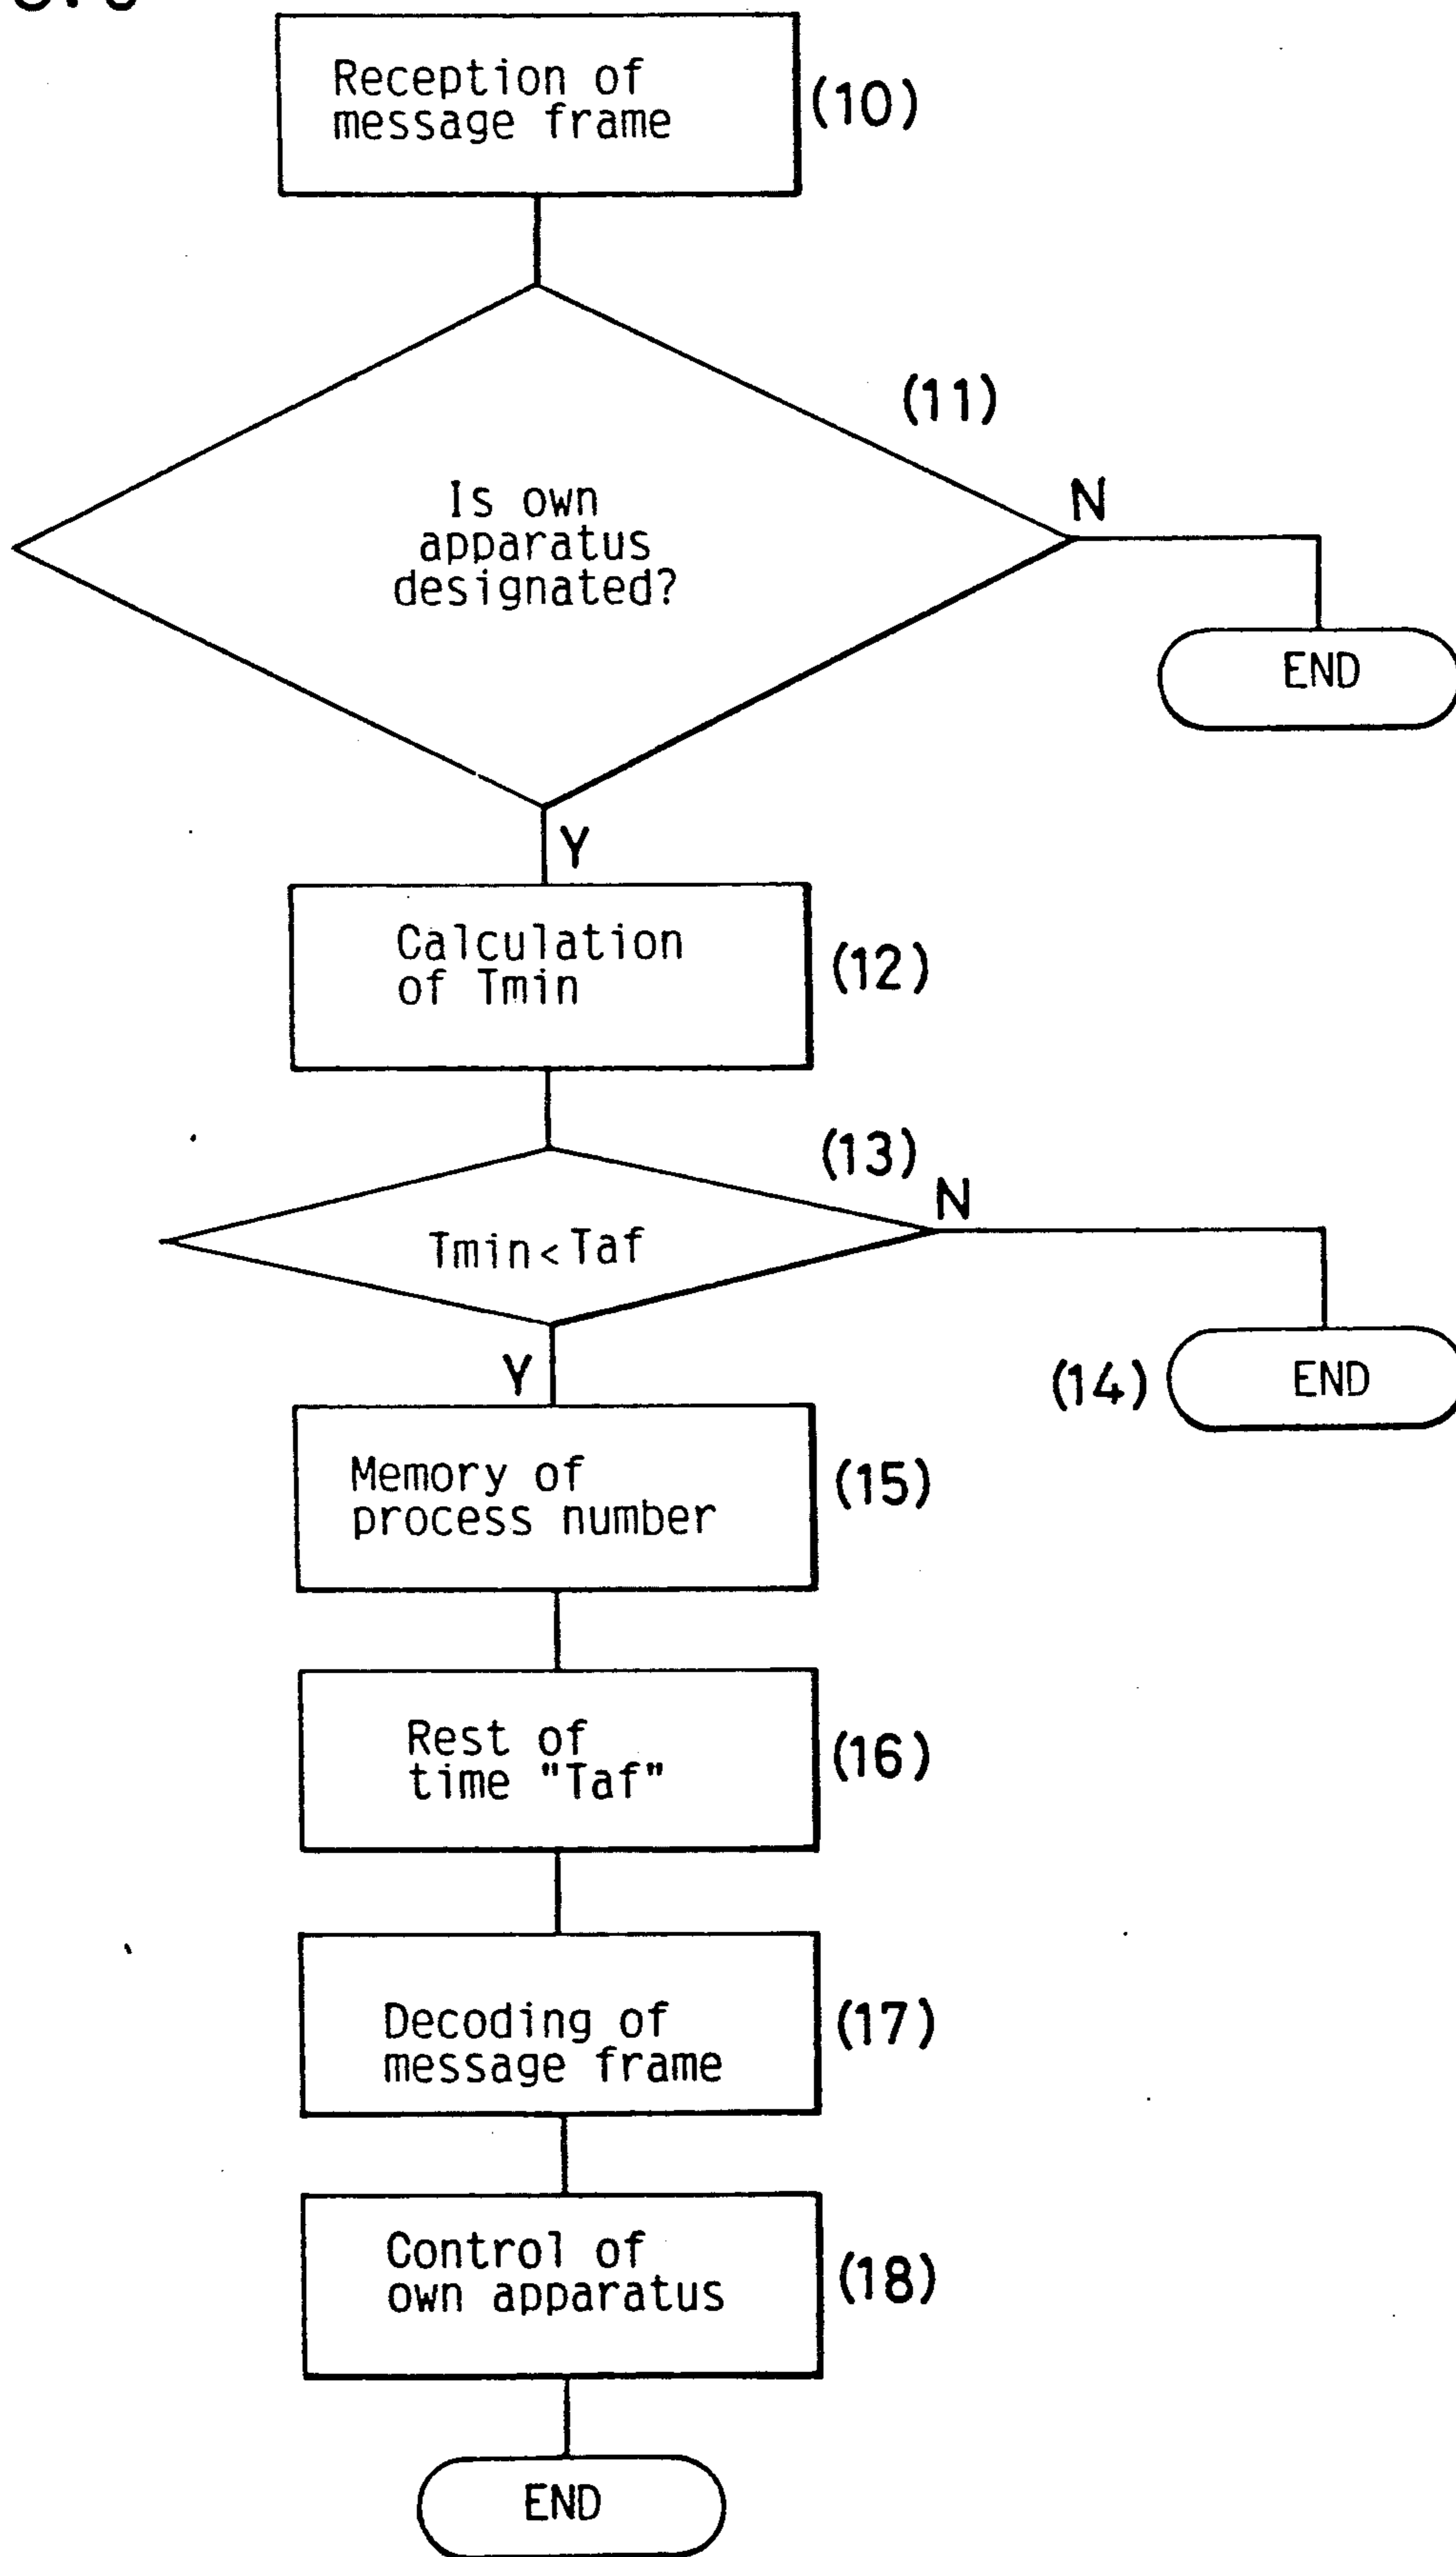 Reception of
message frame
(10)
(11)
Is own
apparatus
designated?
N
END
Y
Calculation
of Tmin
(12)
(13)
Tmin<Taf
N
Y
(14)
END
Memory of
process number
(15)
Rest of
time "Taf"
(16)
Decoding of
message frame
(17)
Control of
own apparatus
(18)
END